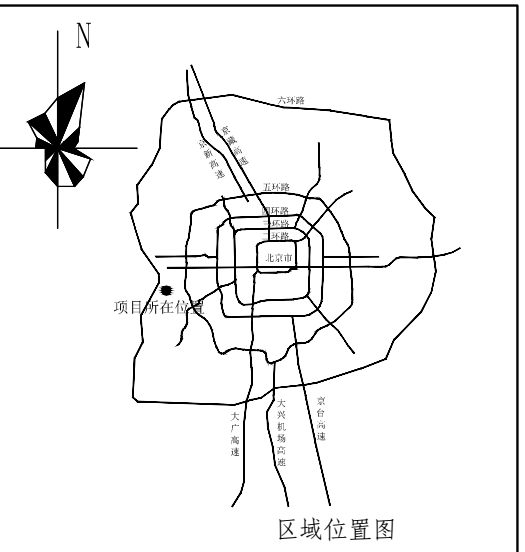 N
六环路
京藏高速
京新高速
五环路
四环路
三环路
二环路
北京市
项目所在位置
大广高速
大兴机场高速
京台高速
区域位置图